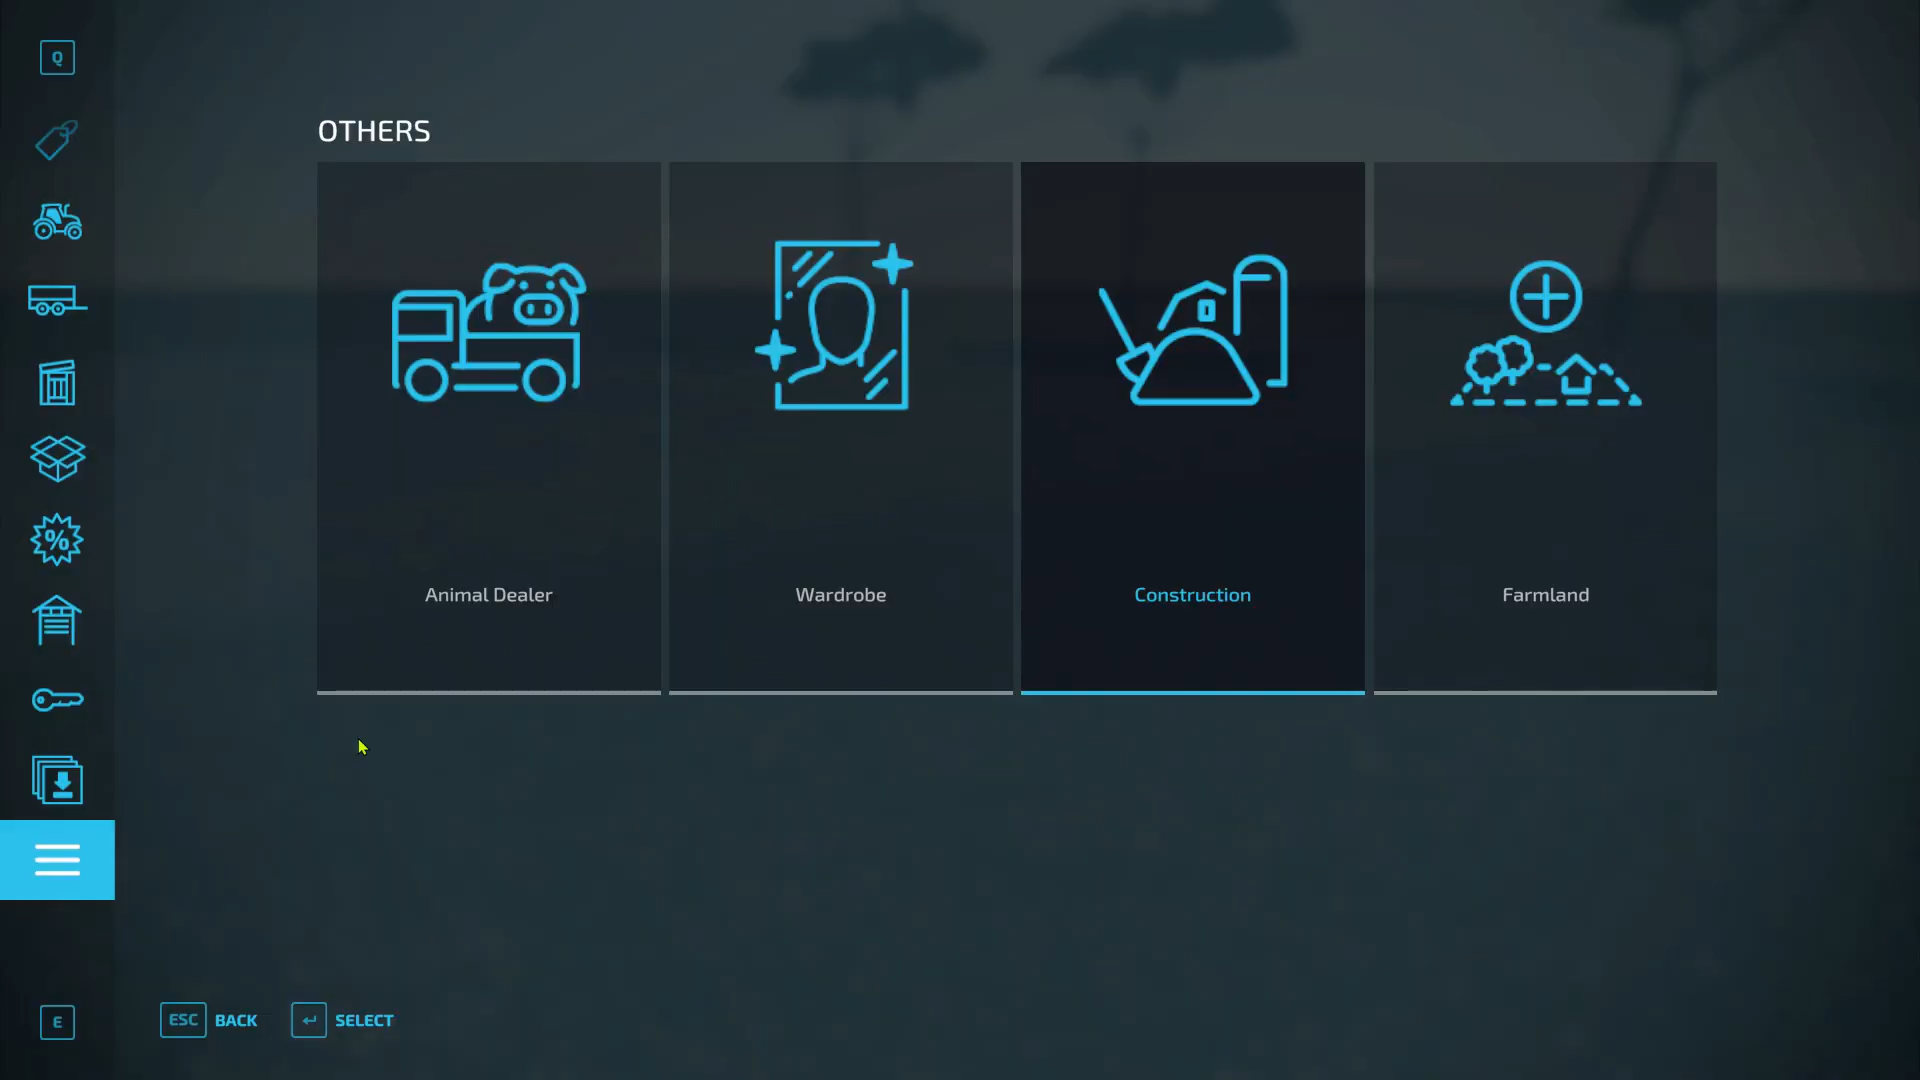 Q
OTHERS
%
Animal Dealer
Wardrobe
Construction
Farmland
E
ESC BACK
SELECT